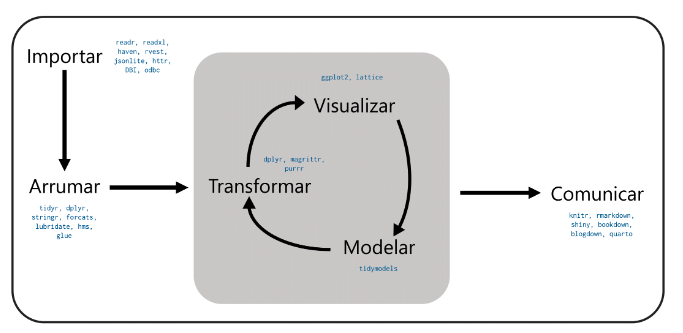 Importar
readr, readxl,
haven, rvest,
jsonlite, httr,
DBI, odbc
Arrumar
tidyr, dplyr,
stringr, forcats,
lubridate, hms,
glue
ggplot2, lattice
Visualizar
dplyr, magrittr,
purrr
Transformar
Modelar
tidymodels
Comunicar
knitr, rmarkdown,
shiny, bookdown,
blogdown, quarto